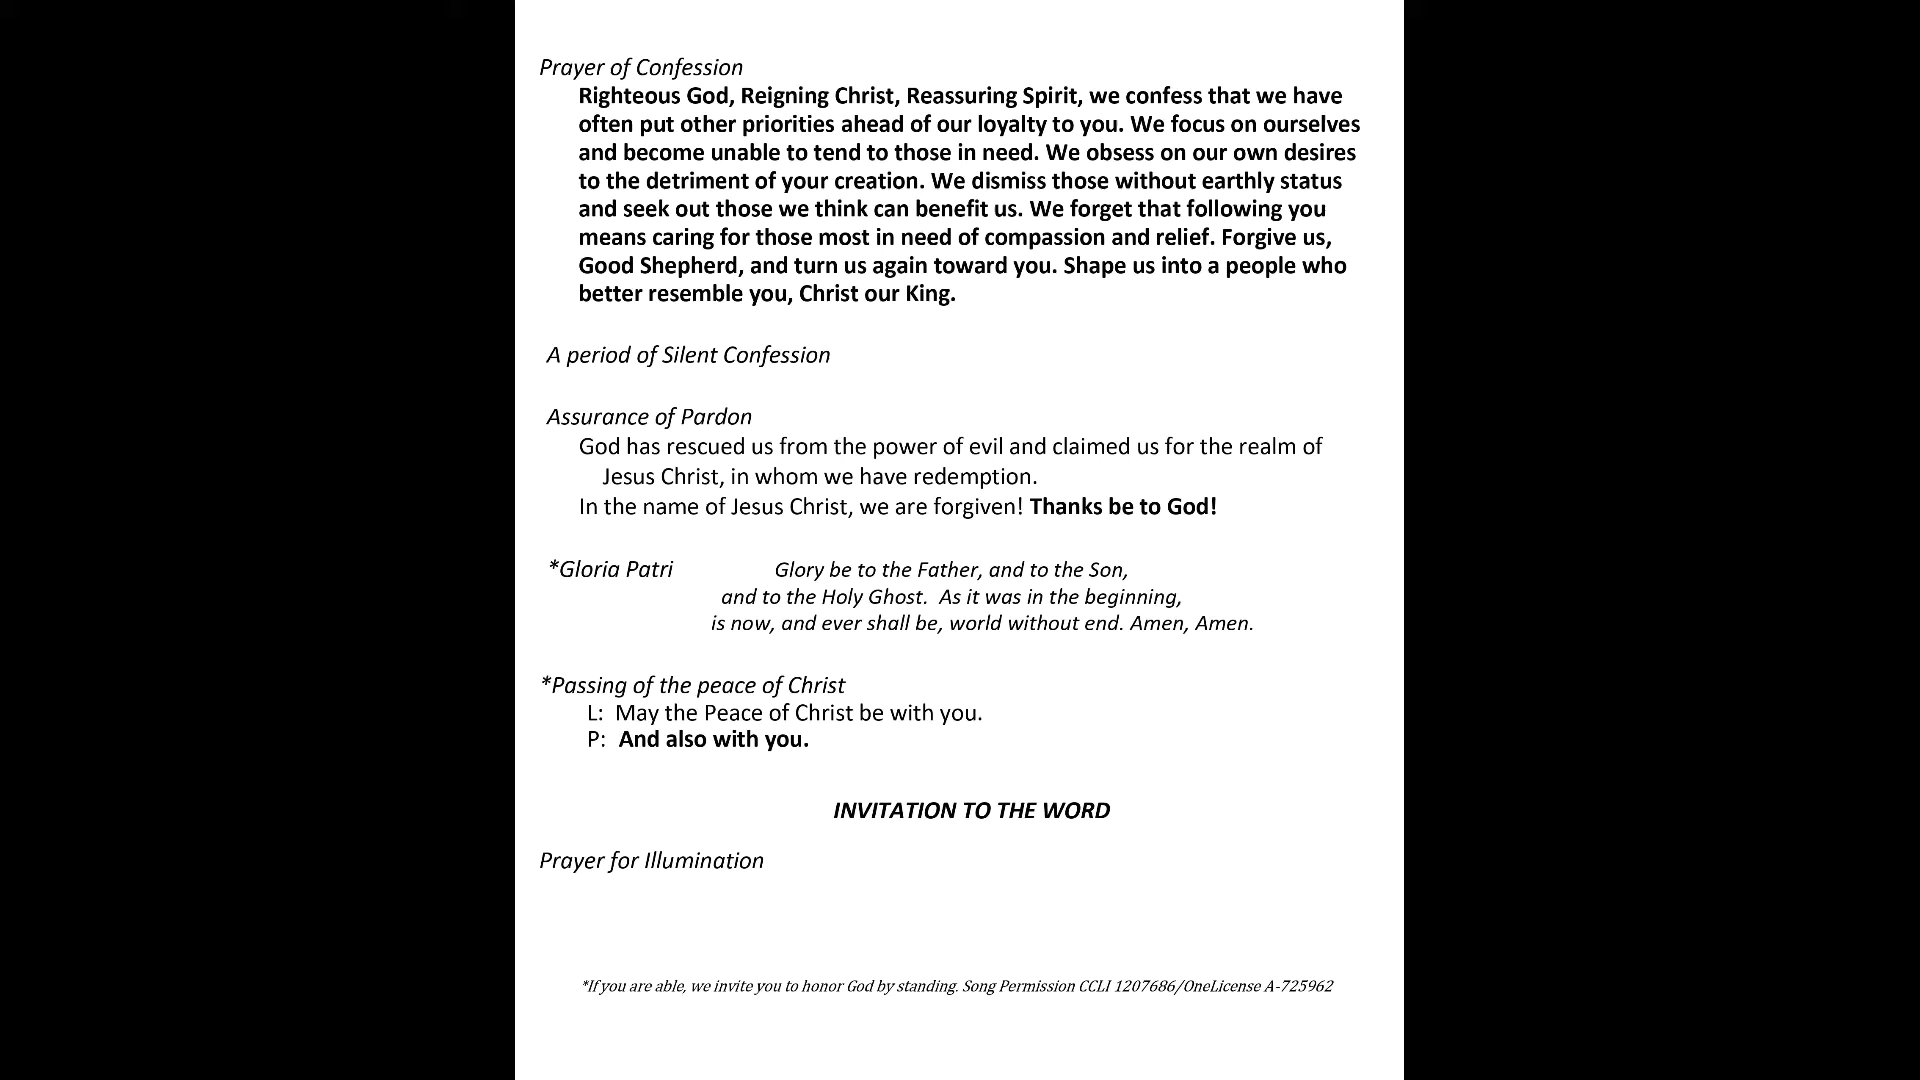 Prayer of Confession
Righteous God, Reigning Christ, Reassuring Spirit, we confess that we have
often put other priorities ahead of our loyalty to you. We focus on ourselves
and become unable to tend to those in need. We obsess on our own desires
to the detriment of your creation. We dismiss those without earthly status
and seek out those we think can benefit us. We forget that following you
means caring for those most in need of compassion and relief. Forgive us,
Good Shepherd, and turn us again toward you. Shape us into a people who
better resemble you, Christ our King.
A period of Silent Confession
Assurance of Pardon
God has rescued us from the power of evil and claimed us for the realm of
Jesus Christ, in whom we have redemption.
In the name of Jesus Christ, we are forgiven! Thanks be to God!
*Gloria Patri Glory be to the Father, and to the Son,
and to the Holy Ghost. As it was in the beginning,
is now, and ever shall be, world without end. Amen, Amen.
*Passing of the peace of Christ
L: May the Peace of Christ be with you.
P: And also with you.
INVITATION TO THE WORD
Prayer for Illumination
*If you are able, we invite you to honor God by standing. Song Permission CCLI 1207686/OneLicense A-725962